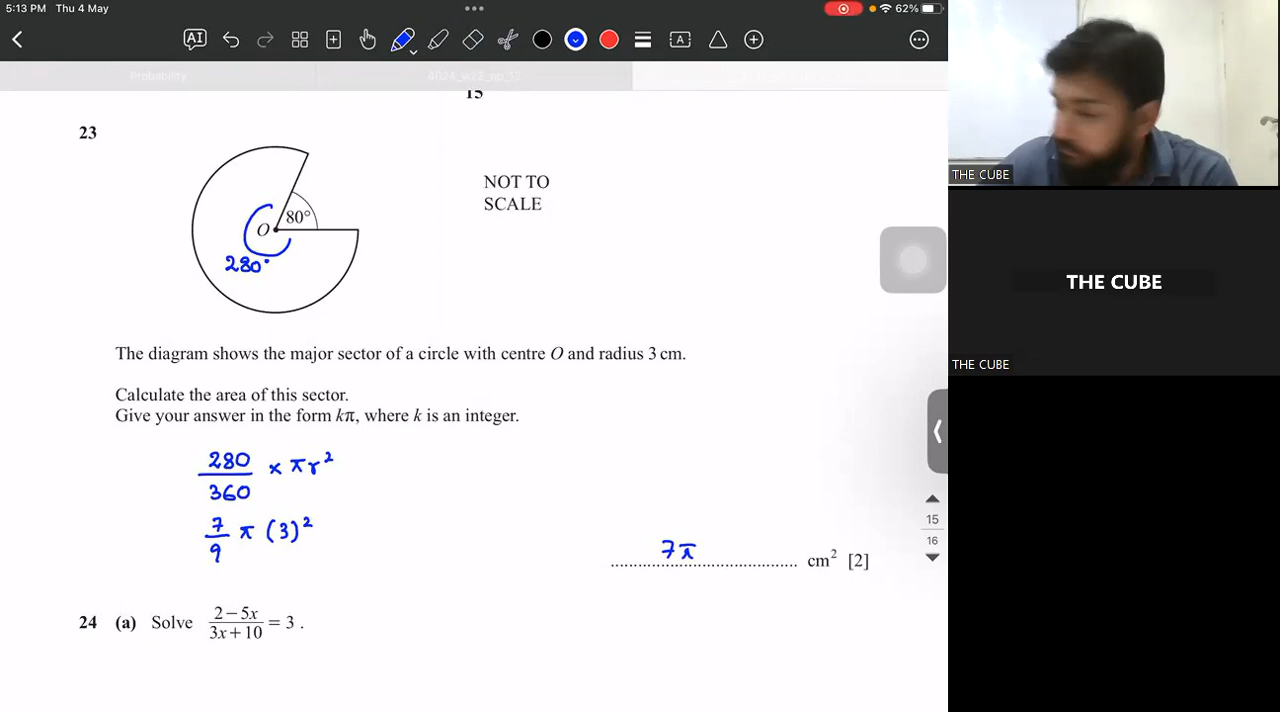 5:13 PM Thu 4 May
62%
AI
A
Probability
15
23
80°
O
280°
NOT TO
SCALE
The diagram shows the major sector of a circle with centre O and radius 3 cm.
Calculate the area of this sector.
Give your answer in the form kπ, where k is an integer.
280/360 × πr²
7/9 π (3)²
7π
.......................................... cm² [2]
24 (a) Solve (2 − 5x)/(3x + 10) = 3 .
15
16
THE CUBE
THE CUBE
THE CUBE